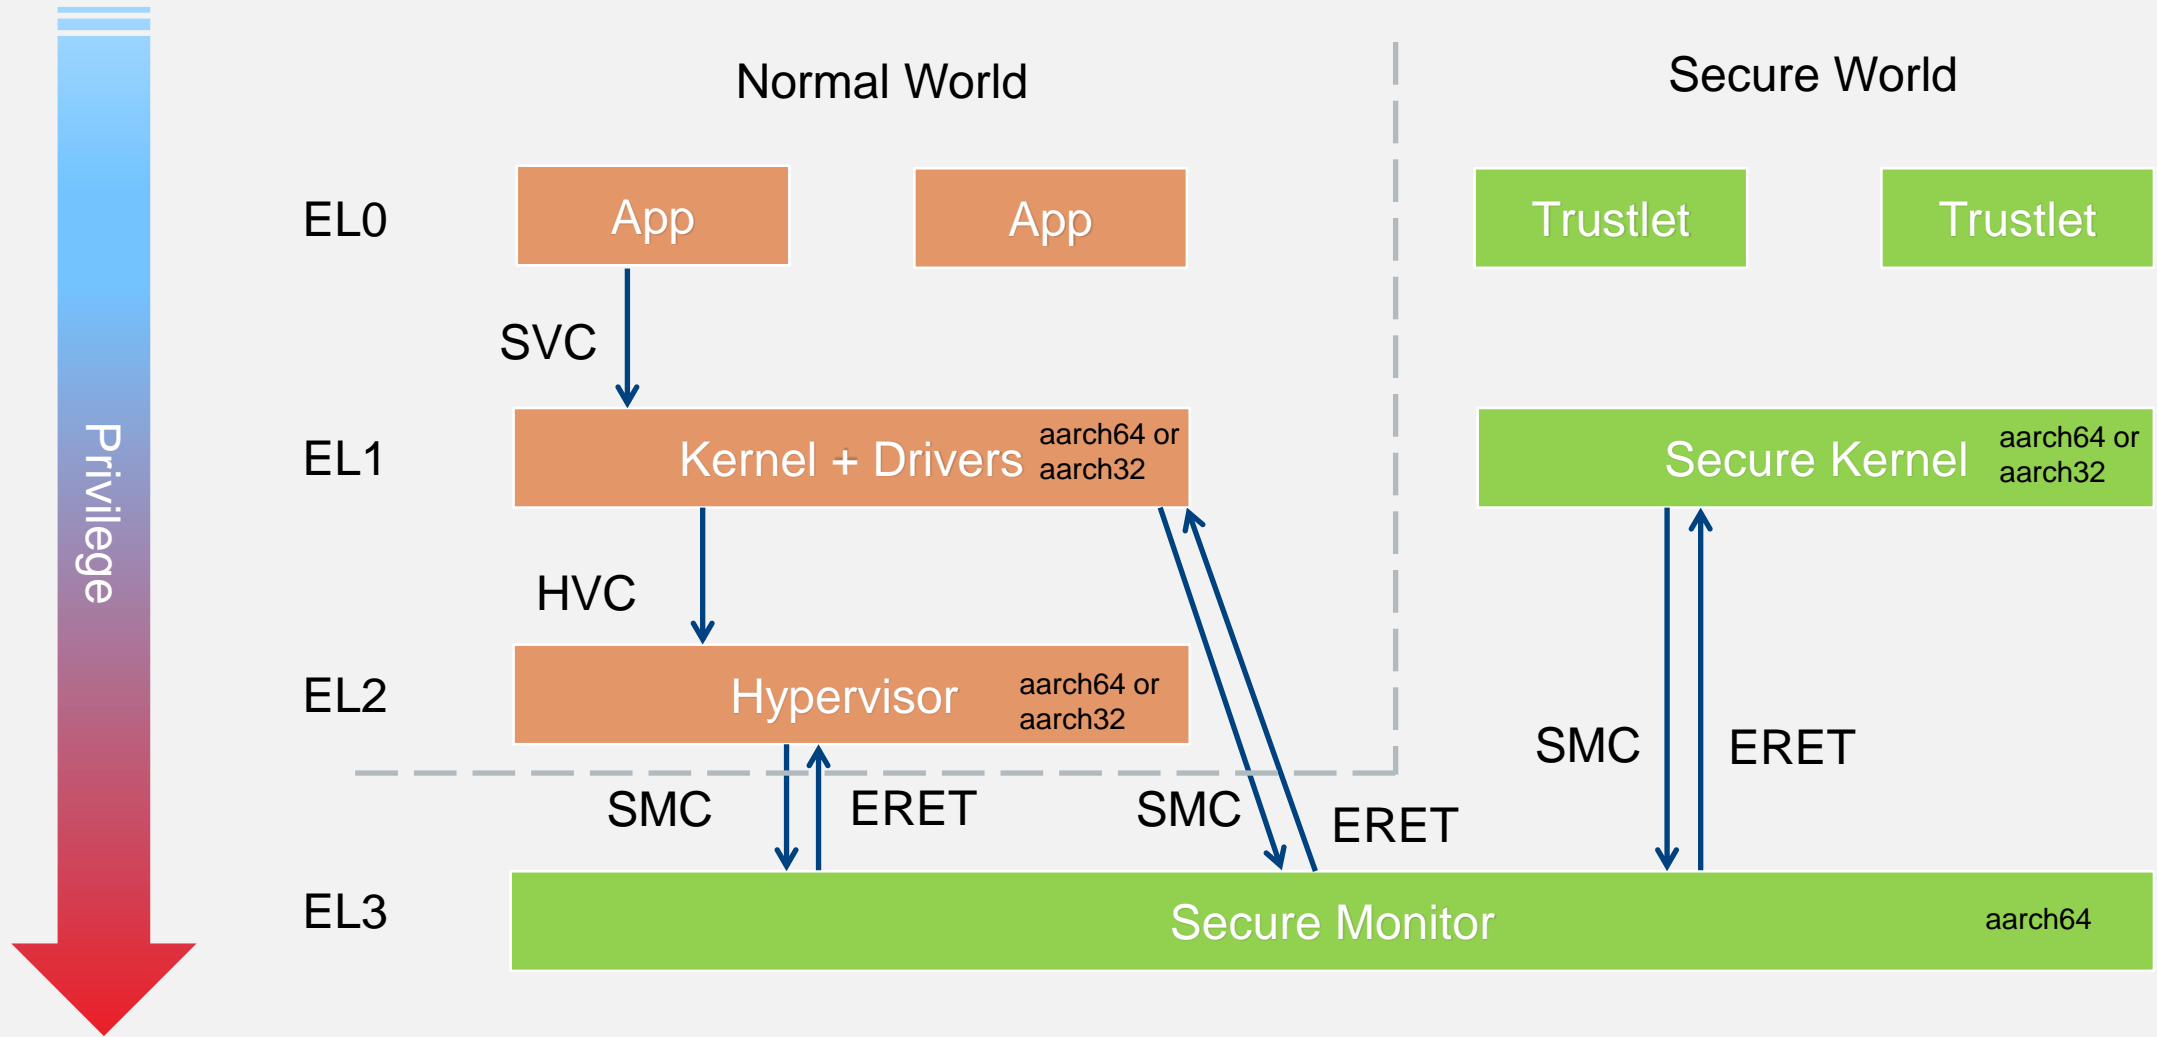 Normal World
Secure World
EL0
App
App
Trustlet
Trustlet
SVC
Privilege
EL1
Kernel + Drivers
aarch64 or
aarch32
Secure Kernel
aarch64 or
aarch32
HVC
EL2
Hypervisor
aarch64 or
aarch32
SMC
ERET
SMC
ERET
SMC
ERET
EL3
Secure Monitor
aarch64